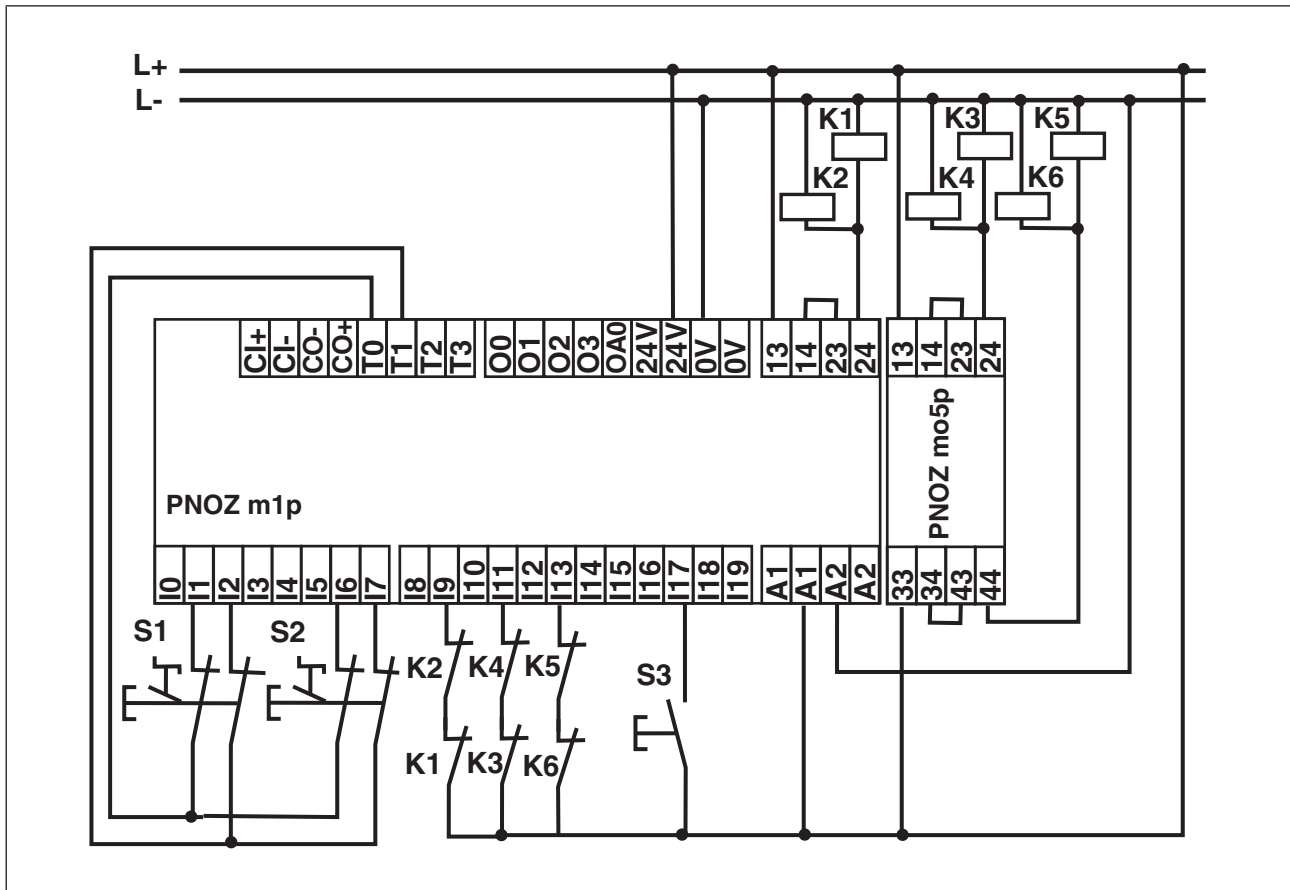 L+
L-
K1
K3
K5
K2
K4
K6
CI+
CI-
CO-
CO+
T0
T1
T2
T3
O0
O1
O2
O3
OA0
24V
24V
0V
0V
13
14
23
24
13
14
23
24
PNOZ m1p
PNOZ mo5p
I0
I1
I2
I3
I4
I5
I6
I7
I8
I9
I10
I11
I12
I13
I14
I15
I16
I17
I18
I19
A1
A1
A2
A2
33
34
43
44
S1
S2
K2
K4
K5
S3
K1
K3
K6